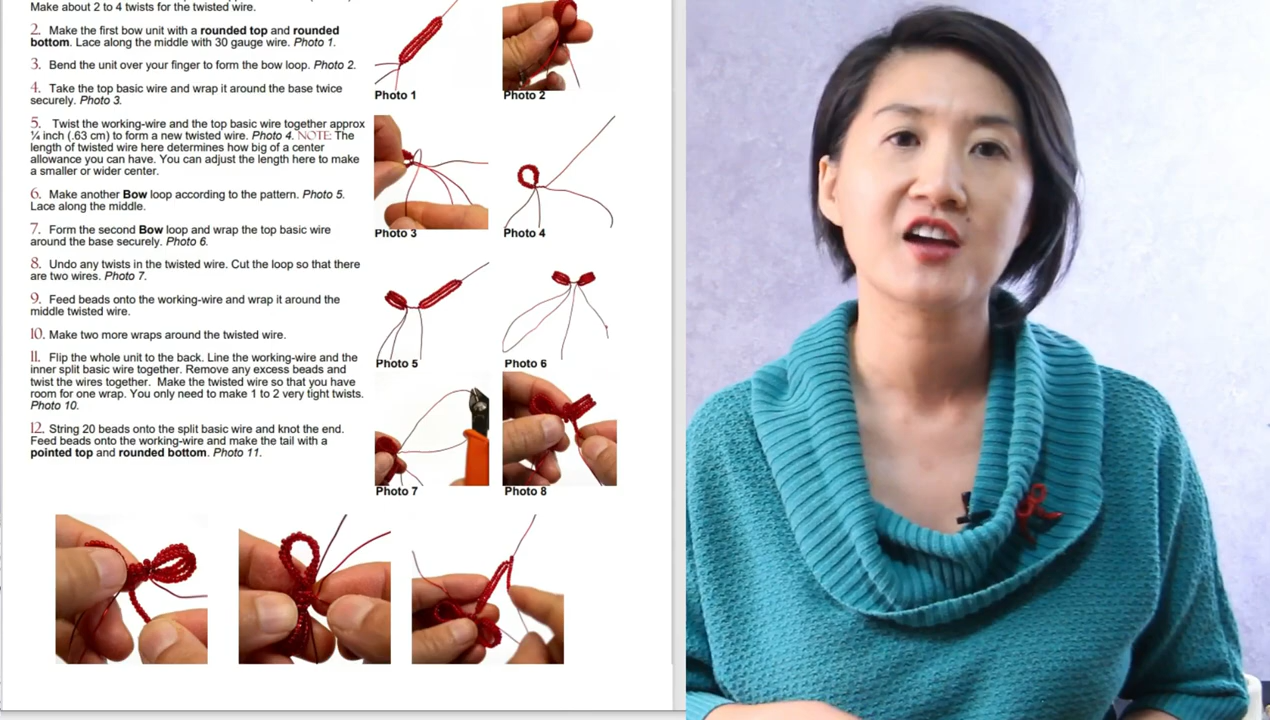 Make about 2 to 4 twists for the twisted wire.
2. Make the first bow unit with a rounded top and rounded
bottom. Lace along the middle with 30 gauge wire. Photo 1.
3. Bend the unit over your finger to form the bow loop. Photo 2.
4. Take the top basic wire and wrap it around the base twice
securely. Photo 3.
5. Twist the working-wire and the top basic wire together approx
¼ inch (.63 cm) to form a new twisted wire. Photo 4. NOTE: The
length of twisted wire here determines how big of a center
allowance you can have. You can adjust the length here to make
a smaller or wider center.
6. Make another Bow loop according to the pattern. Photo 5.
Lace along the middle.
7. Form the second Bow loop and wrap the top basic wire
around the base securely. Photo 6.
8. Undo any twists in the twisted wire. Cut the loop so that there
are two wires. Photo 7.
9. Feed beads onto the working-wire and wrap it around the
middle twisted wire.
10. Make two more wraps around the twisted wire.
11. Flip the whole unit to the back. Line the working-wire and the
inner split basic wire together. Remove any excess beads and
twist the wires together. Make the twisted wire so that you have
room for one wrap. You only need to make 1 to 2 very tight twists.
Photo 10.
12. String 20 beads onto the split basic wire and knot the end.
Feed beads onto the working-wire and make the tail with a
pointed top and rounded bottom. Photo 11.
Photo 1
Photo 2
Photo 3
Photo 4
Photo 5
Photo 6
Photo 7
Photo 8